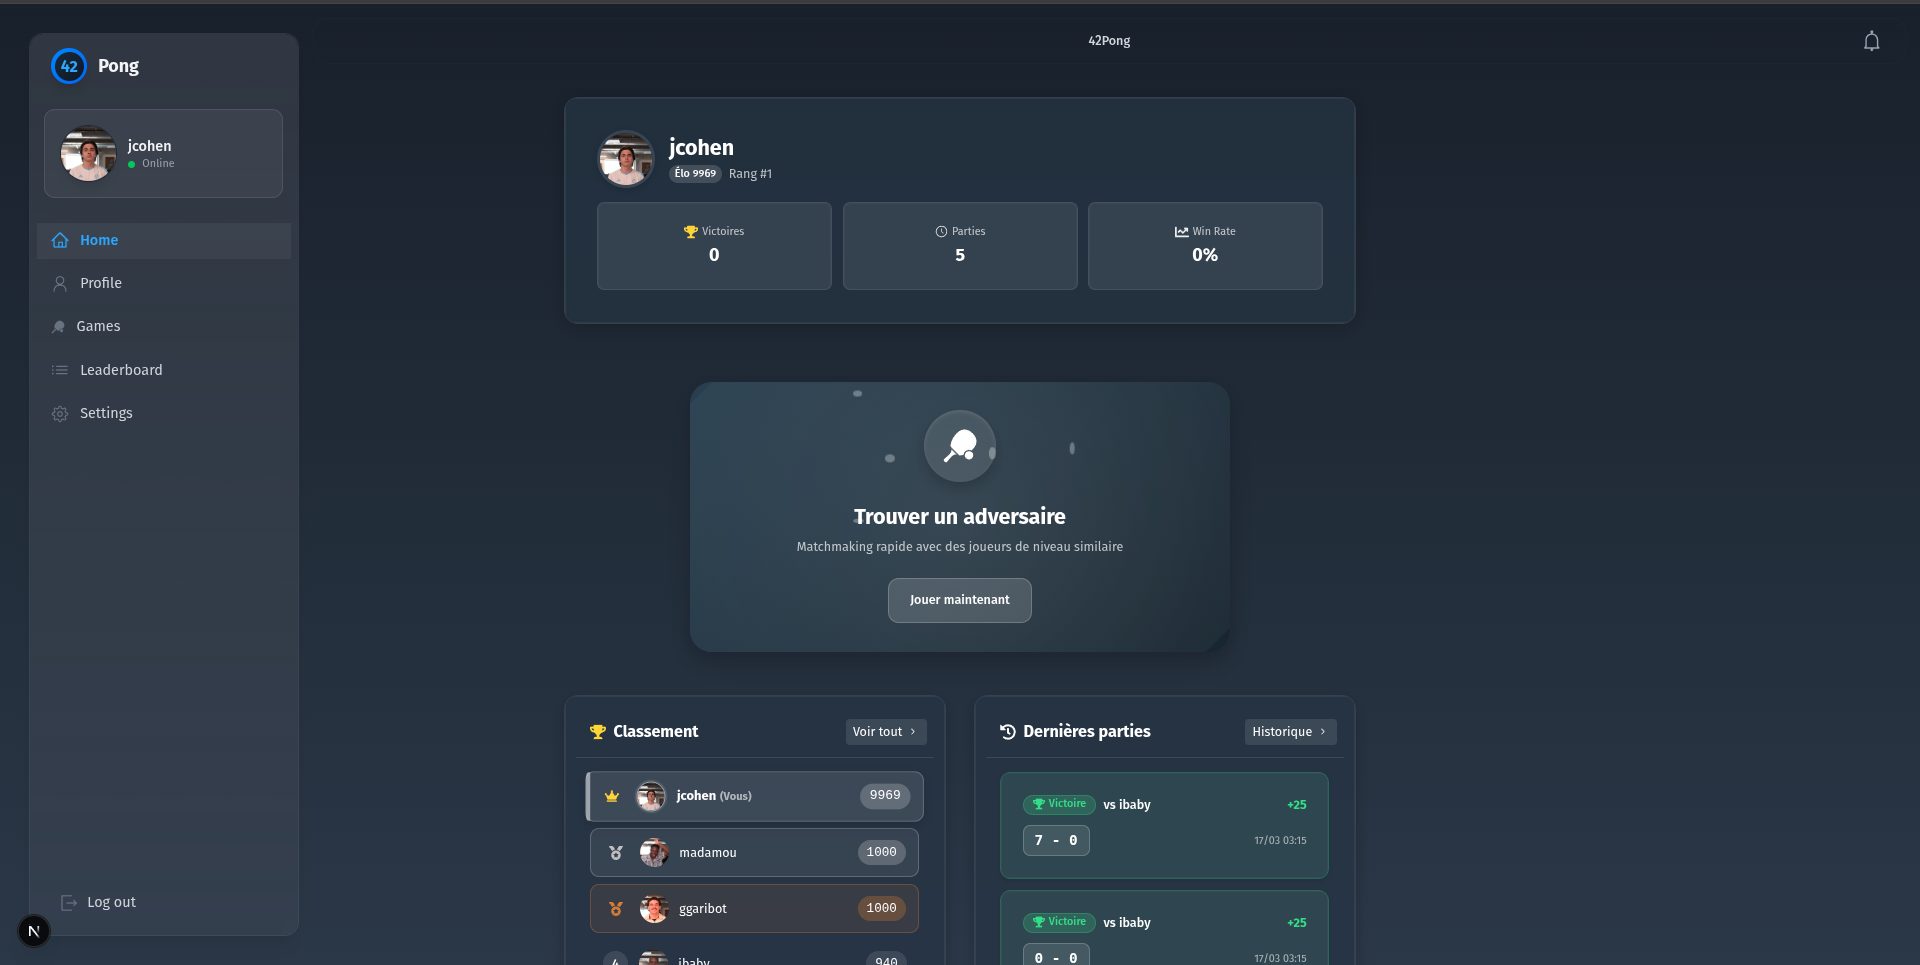 42Pong
42 Pong
jcohen
Online
Home
Profile
Games
Leaderboard
Settings
Log out
N
jcohen
Élo 9969 Rang #1
Victoires
0
Parties
5
Win Rate
0%
Trouver un adversaire
Matchmaking rapide avec des joueurs de niveau similaire
Jouer maintenant
Classement
Voir tout
jcohen (Vous) 9969
madamou 1000
ggaribot 1000
4 ibaby 940
Dernières parties
Historique
Victoire vs ibaby +25
7 - 0 17/03 03:15
Victoire vs ibaby +25
0 - 0 17/03 03:15